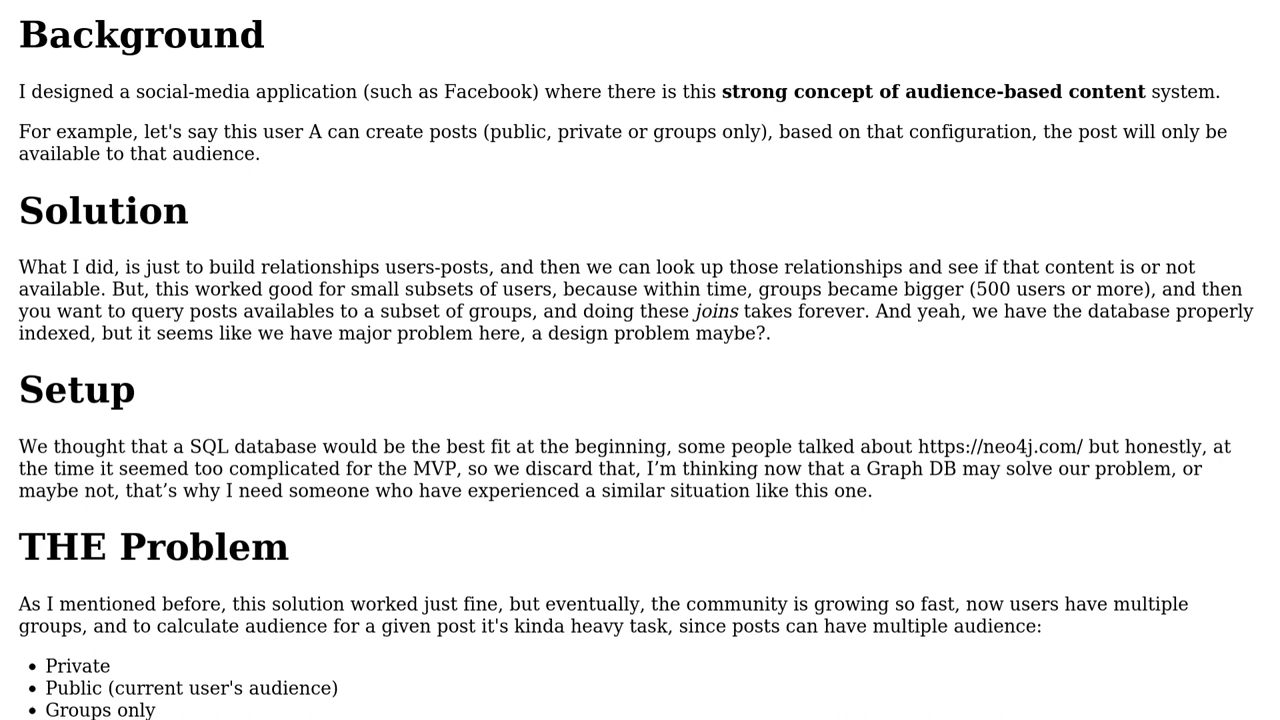 Background
I designed a social-media application (such as Facebook) where there is this strong concept of audience-based content system.
For example, let's say this user A can create posts (public, private or groups only), based on that configuration, the post will only be
available to that audience.
Solution
What I did, is just to build relationships users-posts, and then we can look up those relationships and see if that content is or not
available. But, this worked good for small subsets of users, because within time, groups became bigger (500 users or more), and then
you want to query posts availables to a subset of groups, and doing these joins takes forever. And yeah, we have the database properly
indexed, but it seems like we have major problem here, a design problem maybe?.
Setup
We thought that a SQL database would be the best fit at the beginning, some people talked about https://neo4j.com/ but honestly, at
the time it seemed too complicated for the MVP, so we discard that, I’m thinking now that a Graph DB may solve our problem, or
maybe not, that’s why I need someone who have experienced a similar situation like this one.
THE Problem
As I mentioned before, this solution worked just fine, but eventually, the community is growing so fast, now users have multiple
groups, and to calculate audience for a given post it's kinda heavy task, since posts can have multiple audience:
• Private
• Public (current user's audience)
• Groups only